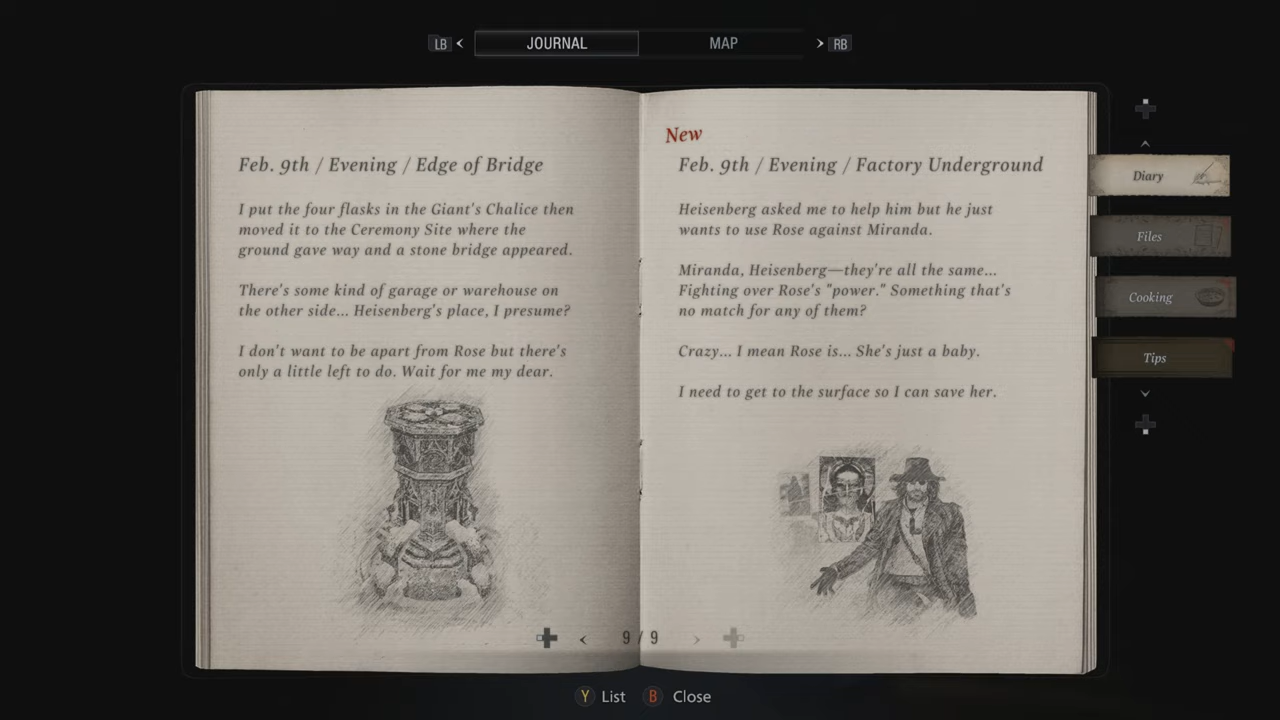 LB
JOURNAL
MAP
RB
Feb. 9th / Evening / Edge of Bridge
I put the four flasks in the Giant's Chalice then
moved it to the Ceremony Site where the
ground gave way and a stone bridge appeared.
There's some kind of garage or warehouse on
the other side... Heisenberg's place, I presume?
I don't want to be apart from Rose but there's
only a little left to do. Wait for me my dear.
New
Feb. 9th / Evening / Factory Underground
Heisenberg asked me to help him but he just
wants to use Rose against Miranda.
Miranda, Heisenberg—they're all the same...
Fighting over Rose's "power." Something that's
no match for any of them?
Crazy... I mean Rose is... She's just a baby.
I need to get to the surface so I can save her.
Diary
Files
Cooking
Tips
9 / 9
Y List B Close